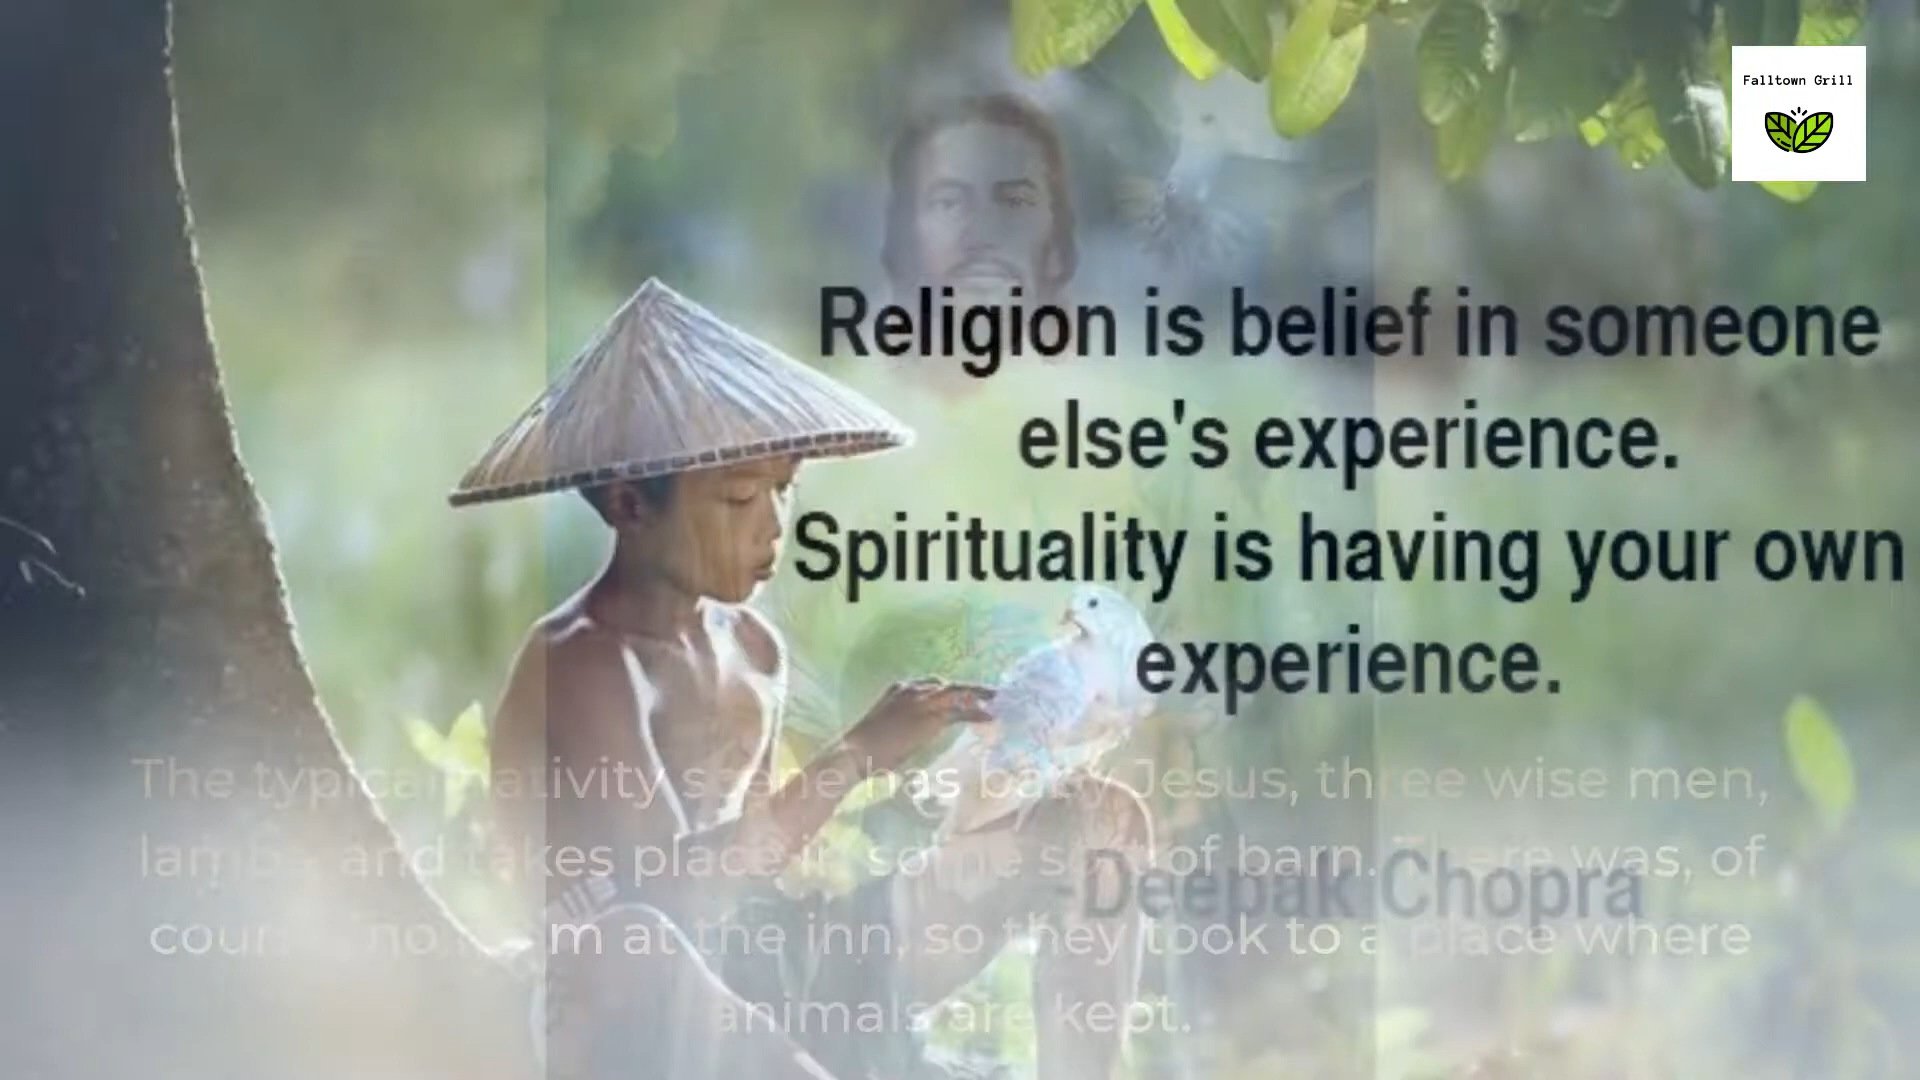 Falltown Grill
Religion is belief in someone
else's experience.
Spirituality is having your own
experience.
The typical nativity scene has baby Jesus, three wise men,
lambs, and takes place in some sort of barn. There was, of
-Deepak Chopra
course, no room at the inn, so they took to a place where
animals are kept.